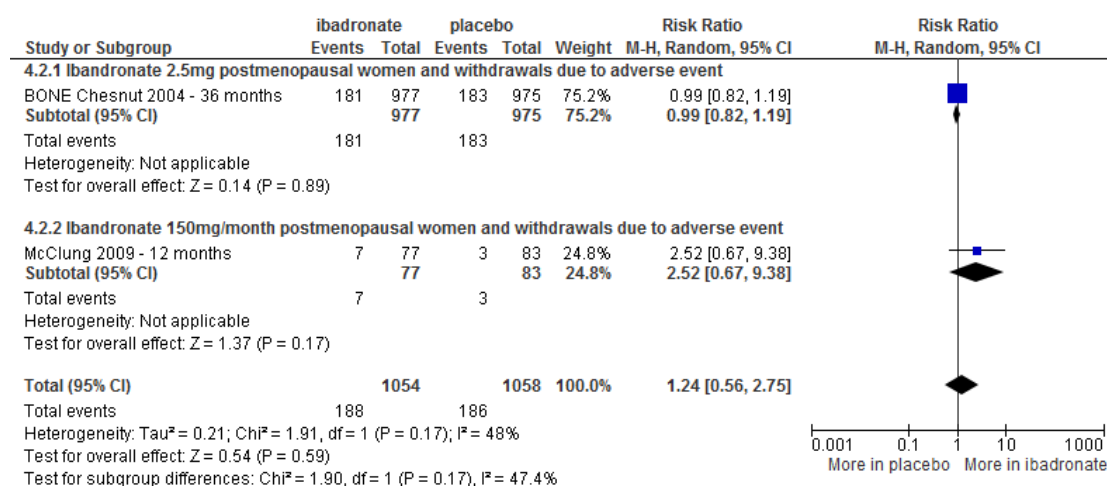 ibadronate placebo Risk Ratio Risk Ratio
Study or Subgroup Events Total Events Total Weight M-H, Random, 95% CI M-H, Random, 95% CI
4.2.1 Ibandronate 2.5mg postmenopausal women and withdrawals due to adverse event
BONE Chesnut 2004 - 36 months 181 977 183 975 75.2% 0.99 [0.82, 1.19]
Subtotal (95% CI) 977 975 75.2% 0.99 [0.82, 1.19]
Total events 181 183
Heterogeneity: Not applicable
Test for overall effect: Z = 0.14 (P = 0.89)
4.2.2 Ibandronate 150mg/month postmenopausal women and withdrawals due to adverse event
McClung 2009 - 12 months 7 77 3 83 24.8% 2.52 [0.67, 9.38]
Subtotal (95% CI) 77 83 24.8% 2.52 [0.67, 9.38]
Total events 7 3
Heterogeneity: Not applicable
Test for overall effect: Z = 1.37 (P = 0.17)
Total (95% CI) 1054 1058 100.0% 1.24 [0.56, 2.75]
Total events 188 186
Heterogeneity: Tau² = 0.21; Chi² = 1.91, df = 1 (P = 0.17); I² = 48%
Test for overall effect: Z = 0.54 (P = 0.59)
Test for subgroup differences: Chi² = 1.90, df = 1 (P = 0.17), I² = 47.4%
0.001 0.1 1 10 1000
More in placebo More in ibadronate